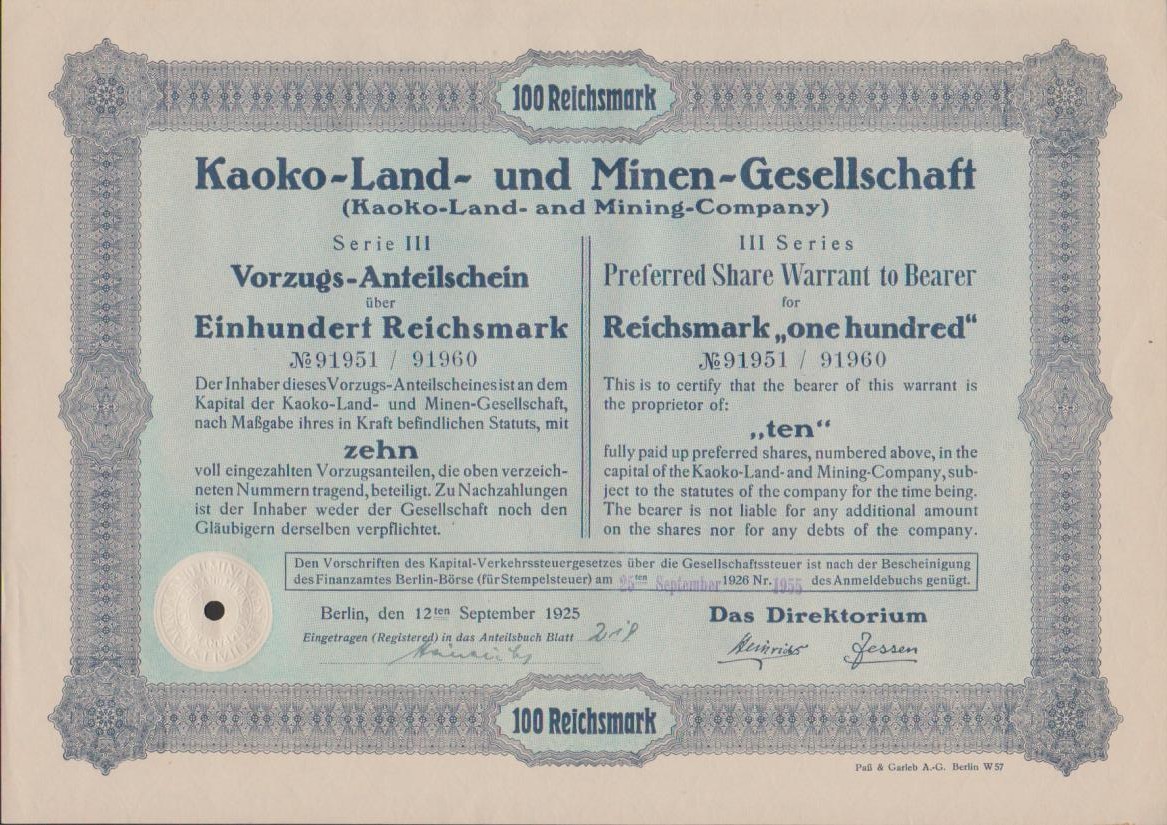 100 Reichsmark
Kaoko-Land- und Minen-Gesellschaft
(Kaoko-Land- and Mining-Company)
Serie III
Vorzugs-Anteilschein
über
Einhundert Reichsmark
№ 91951 / 91960
Der Inhaber dieses Vorzugs-Anteilscheines ist an dem
Kapital der Kaoko-Land- und Minen-Gesellschaft,
nach Maßgabe ihres in Kraft befindlichen Statuts, mit
zehn
voll eingezahlten Vorzugsanteilen, die oben verzeich-
neten Nummern tragend, beteiligt. Zu Nachzahlungen
ist der Inhaber weder der Gesellschaft noch den
Gläubigern derselben verpflichtet.
III Series
Preferred Share Warrant to Bearer
for
Reichsmark „one hundred“
№ 91951 / 91960
This is to certify that the bearer of this warrant is
the proprietor of:
„ten“
fully paid up preferred shares, numbered above, in the
capital of the Kaoko-Land- and Mining-Company, sub-
ject to the statutes of the company for the time being.
The bearer is not liable for any additional amount
on the shares nor for any debts of the company.
Den Vorschriften des Kapital-Verkehrssteuergesetzes über die Gesellschaftssteuer ist nach der Bescheinigung
des Finanzamtes Berlin-Börse (für Stempelsteuer) am 25ten September 1926 Nr. 1955 des Anmeldebuchs genügt.
Berlin, den 12ten September 1925
Eingetragen (Registered) in das Anteilsbuch Blatt
Das Direktorium
Heinrichs Jessen
100 Reichsmark
Paß & Garleb A.-G. Berlin W 57